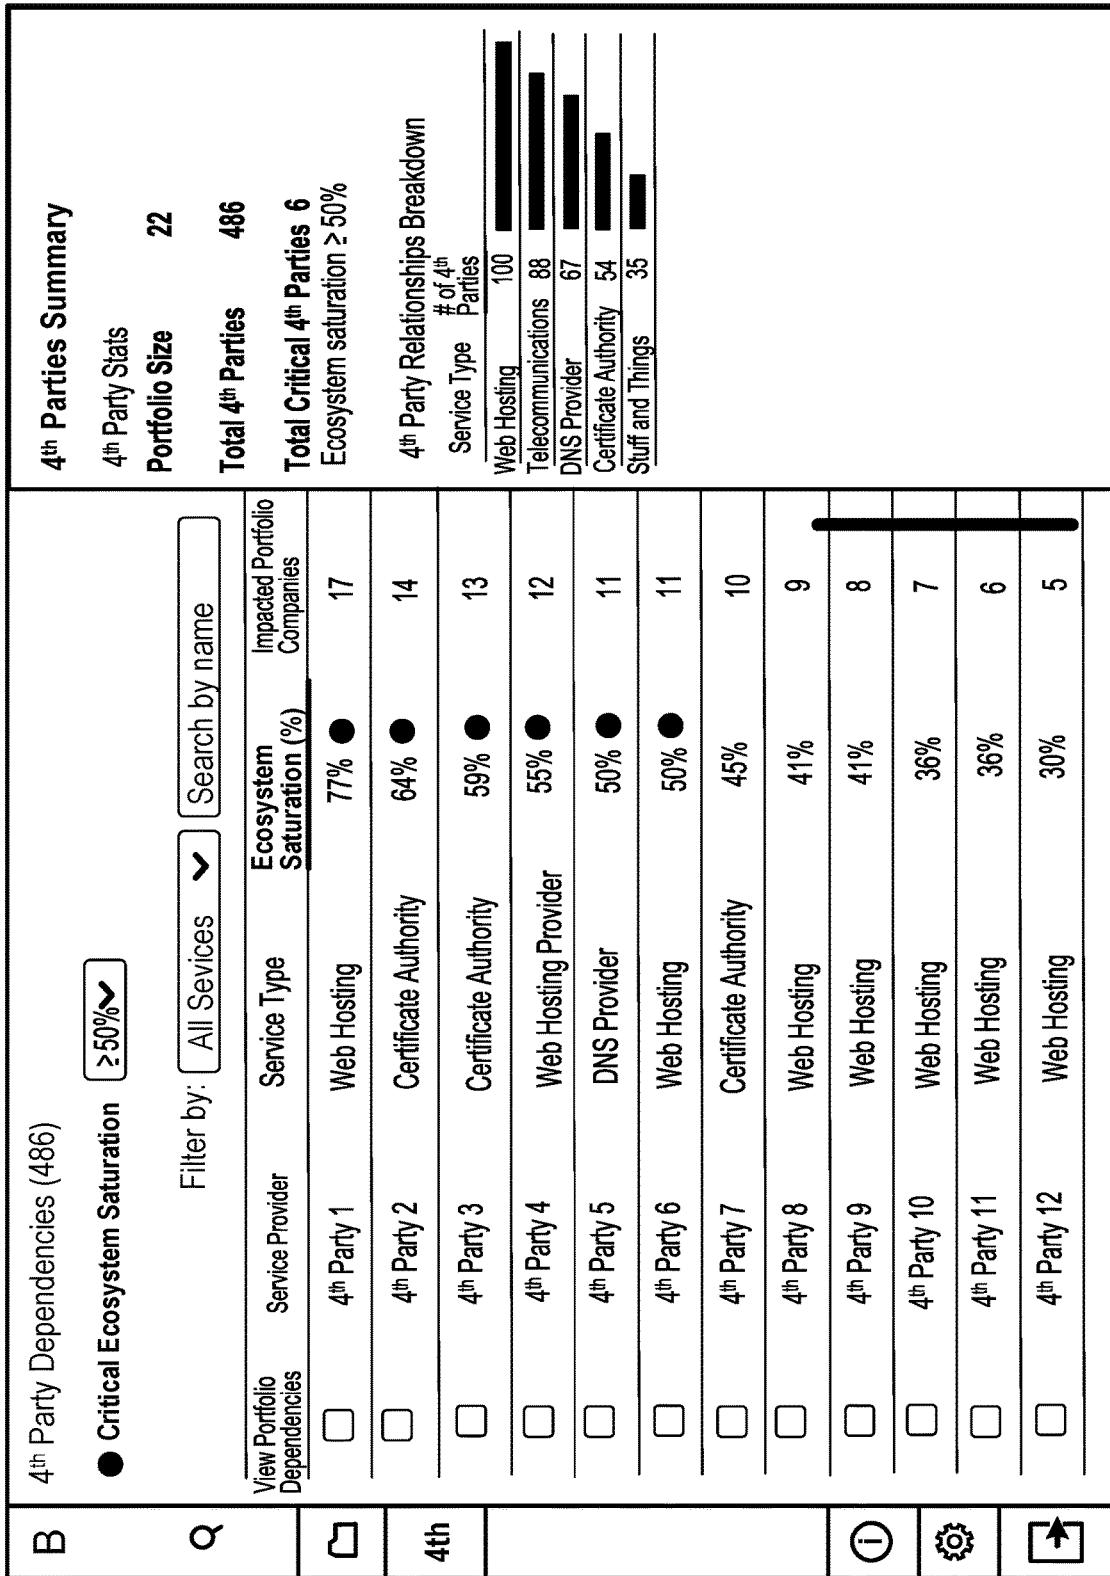 B
4th
4th Party Dependencies (486)
● Critical Ecosystem Saturation ≥50%
Filter by: All Sevices Search by name
View Portfolio Dependencies Service Provider Service Type Ecosystem Saturation (%) Impacted Portfolio Companies
4th Party 1 Web Hosting 77% ● 17
4th Party 2 Certificate Authority 64% ● 14
4th Party 3 Certificate Authority 59% ● 13
4th Party 4 Web Hosting Provider 55% ● 12
4th Party 5 DNS Provider 50% ● 11
4th Party 6 Web Hosting 50% ● 11
4th Party 7 Certificate Authority 45% 10
4th Party 8 Web Hosting 41% 9
4th Party 9 Web Hosting 41% 8
4th Party 10 Web Hosting 36% 7
4th Party 11 Web Hosting 36% 6
4th Party 12 Web Hosting 30% 5
4th Parties Summary
4th Party Stats
Portfolio Size 22
Total 4th Parties 486
Total Critical 4th Parties 6
Ecosystem saturation ≥ 50%
4th Party Relationships Breakdown
Service Type # of 4th Parties
Web Hosting 100
Telecommunications 88
DNS Provider 67
Certificate Authority 54
Stuff and Things 35